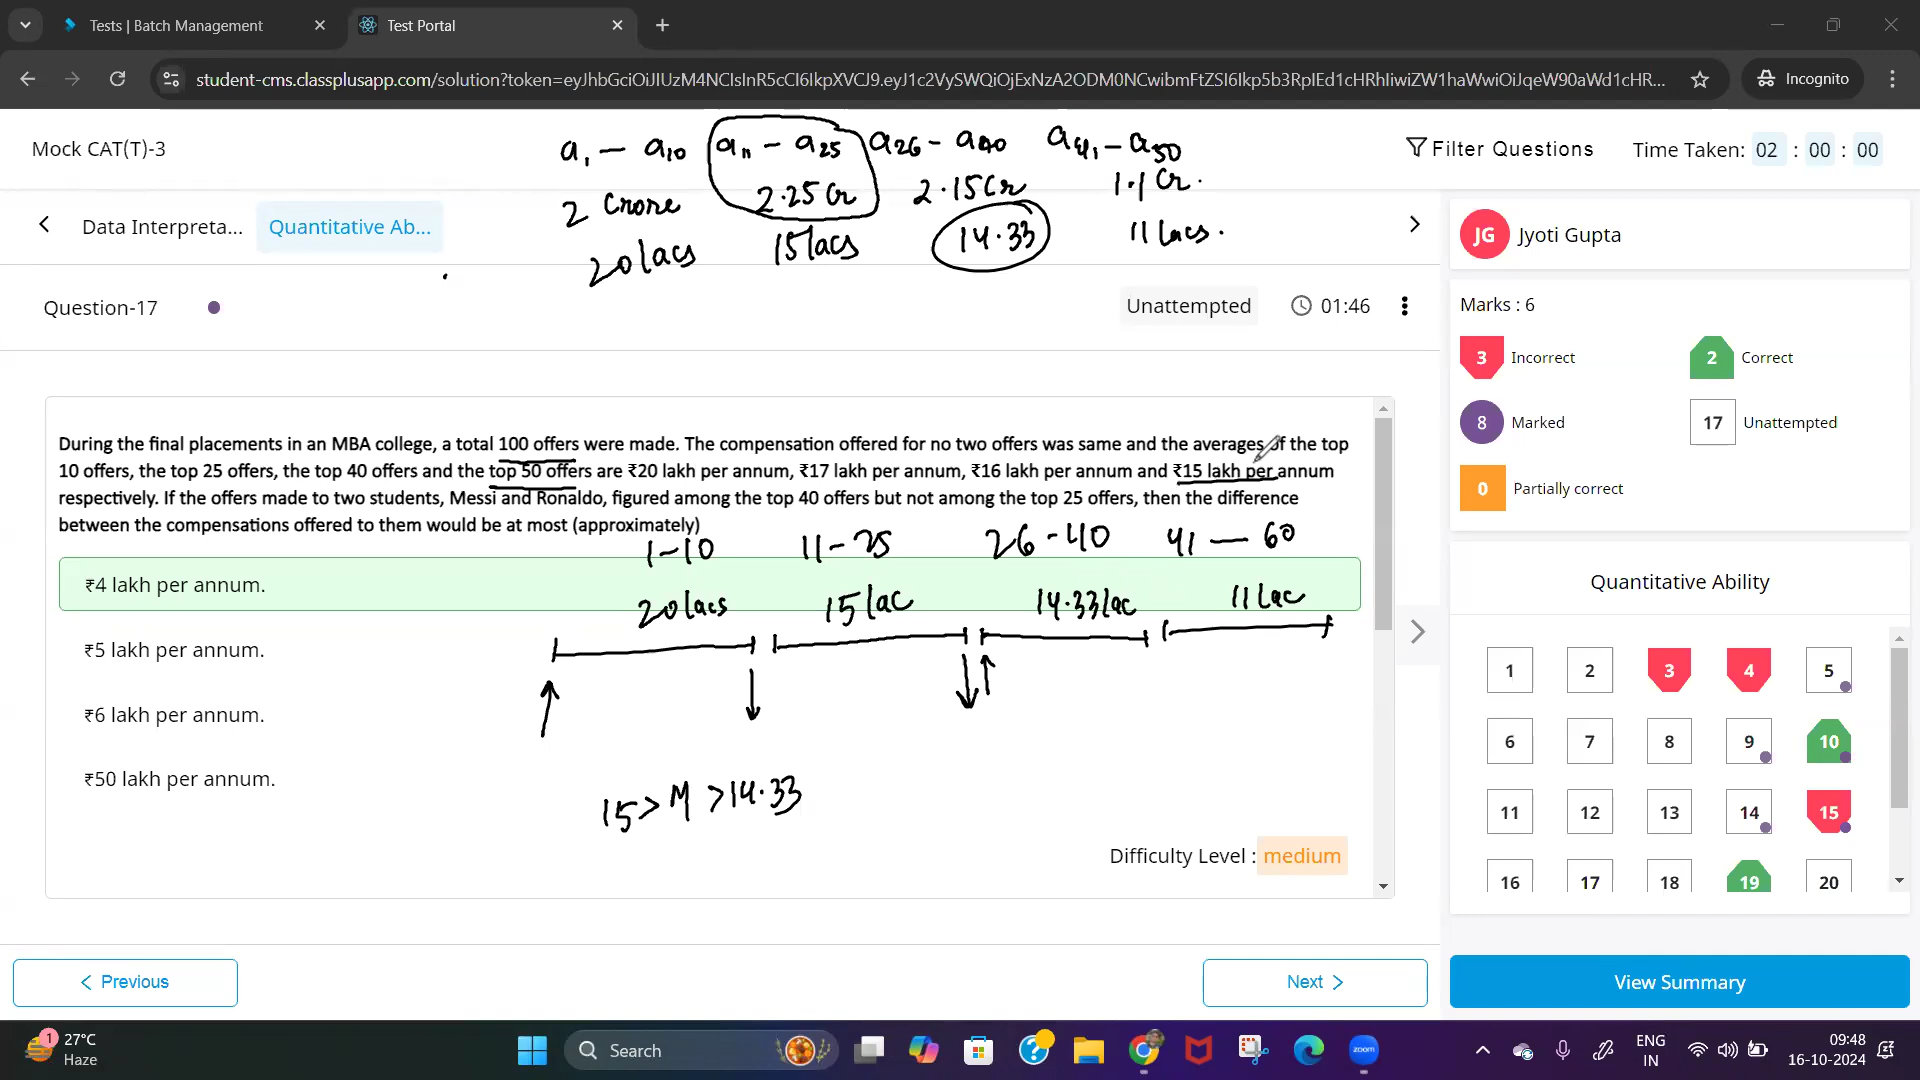 Tests | Batch Management
Test Portal
student-cms.classplusapp.com/solution?token=eyJhbGciOiJIUzM4NCIsInR5cCI6IkpXVCJ9.eyJ1c2VySWQiOjExNzA2ODM0NCwibmFtZSI6Ikp5b3RpIEd1cHRhIiwiZW1haWwiOiJqeW90aWd1cHR...
Incognito
Mock CAT(T)-3
a1 — a10 a11 – a25 a26 – a40 a41 – a50
2 crore 2.25Cr 2.15Cr 1.1 Cr.
20lacs 15lacs 14.33 11 lacs.
Filter Questions
Time Taken: 02 : 00 : 00
Data Interpreta...
Quantitative Ab...
JG
Jyoti Gupta
Question-17
Unattempted
01:46
Marks : 6
3 Incorrect
2 Correct
8 Marked
17 Unattempted
0 Partially correct
During the final placements in an MBA college, a total 100 offers were made. The compensation offered for no two offers was same and the averages of the top
10 offers, the top 25 offers, the top 40 offers and the top 50 offers are ₹20 lakh per annum, ₹17 lakh per annum, ₹16 lakh per annum and ₹15 lakh per annum
respectively. If the offers made to two students, Messi and Ronaldo, figured among the top 40 offers but not among the top 25 offers, then the difference
between the compensations offered to them would be at most (approximately)
1–10 11–25 26–40 41 — 60
₹4 lakh per annum.
20lacs 15 lac 14.33lac 11 lac
₹5 lakh per annum.
₹6 lakh per annum.
₹50 lakh per annum.
15 > M > 14.33
Difficulty Level : medium
Quantitative Ability
1 2 3 4 5
6 7 8 9 10
11 12 13 14 15
16 17 18 19 20
Previous
Next
View Summary
1
27°C
Haze
Search
zoom
ENG
IN
09:48
16-10-2024